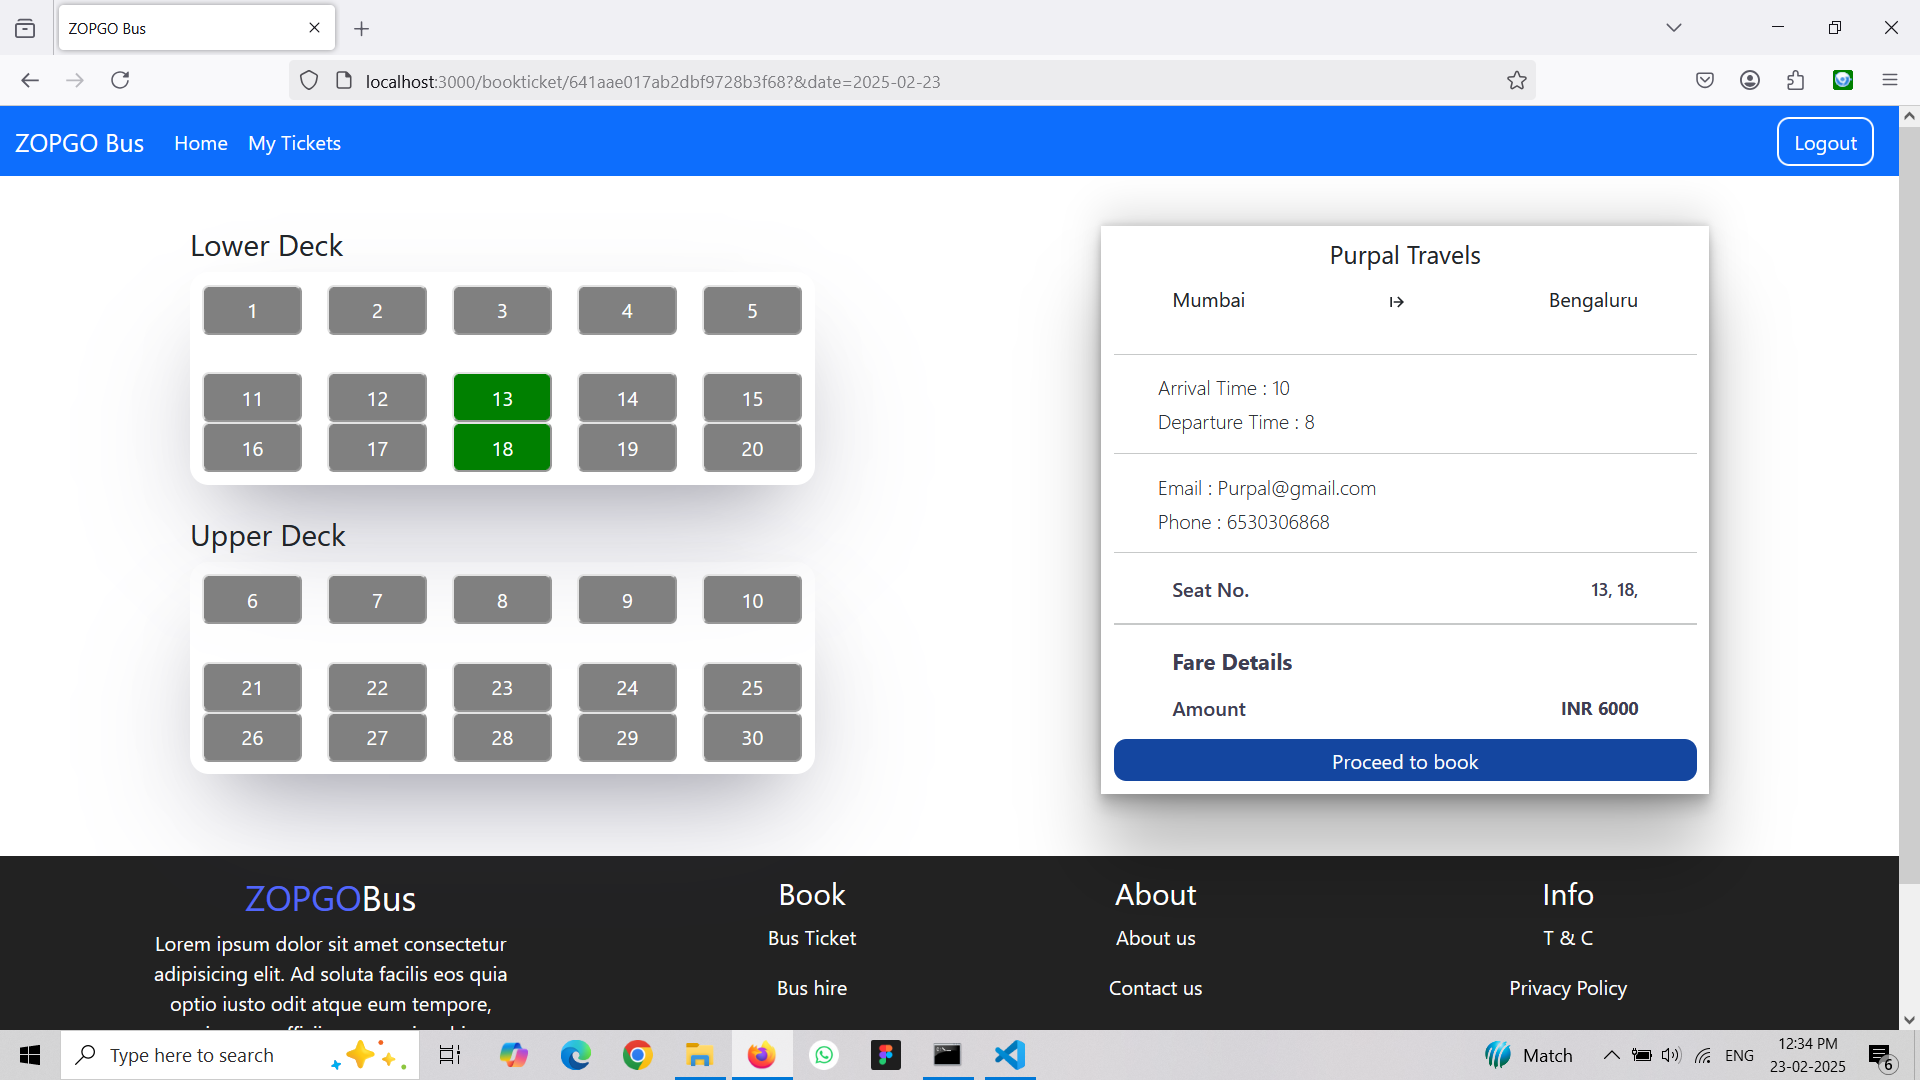 ZOPGO Bus
localhost:3000/bookticket/641aae017ab2dbf9728b3f68?&date=2025-02-23
ZOPGO Bus Home My Tickets Logout
Lower Deck
1 2 3 4 5
11 12 13 14 15
16 17 18 19 20
Upper Deck
6 7 8 9 10
21 22 23 24 25
26 27 28 29 30
Purpal Travels
Mumbai Bengaluru
Arrival Time : 10
Departure Time : 8
Email : Purpal@gmail.com
Phone : 6530306868
Seat No. 13, 18,
Fare Details
Amount INR 6000
Proceed to book
ZOPGOBus
Lorem ipsum dolor sit amet consectetur
adipisicing elit. Ad soluta facilis eos quia
optio iusto odit atque eum tempore,
Book
Bus Ticket
Bus hire
About
About us
Contact us
Info
T & C
Privacy Policy
Type here to search
Match
ENG
12:34 PM
23-02-2025
6